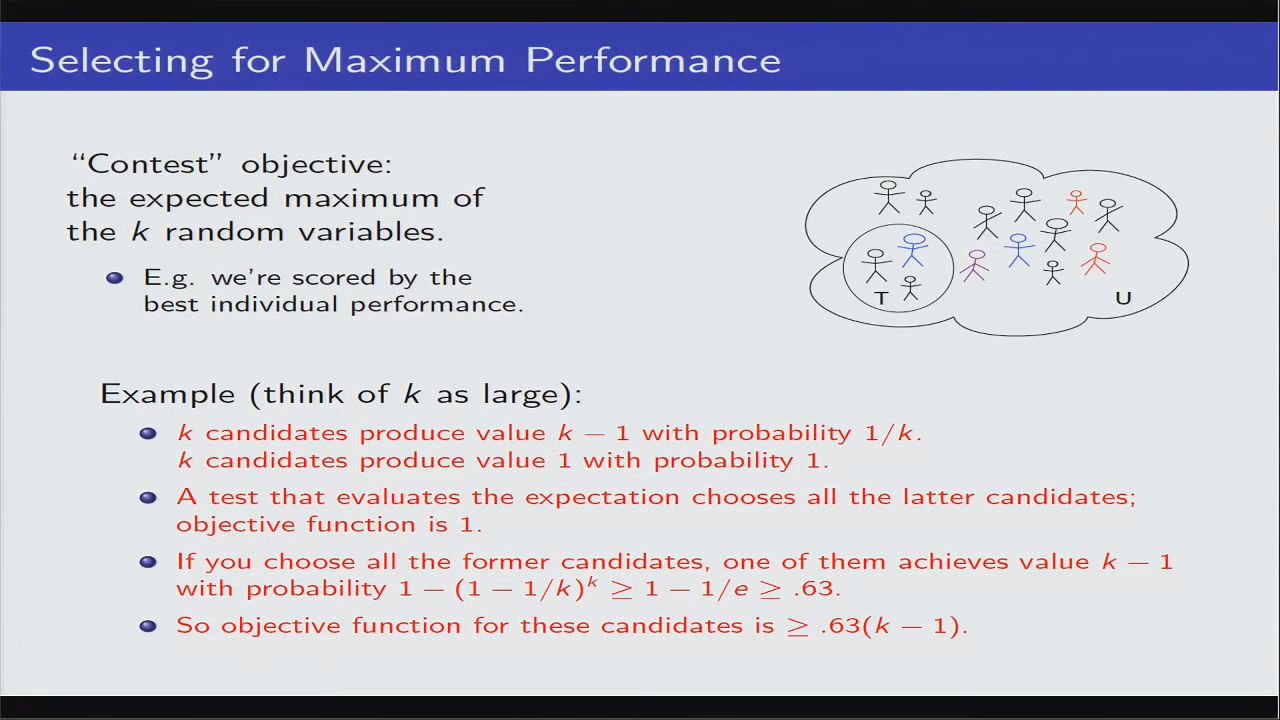 Selecting for Maximum Performance
“Contest” objective:
the expected maximum of
the k random variables.
E.g. we’re scored by the
best individual performance.
T
U
Example (think of k as large):
k candidates produce value k − 1 with probability 1/k.
k candidates produce value 1 with probability 1.
A test that evaluates the expectation chooses all the latter candidates;
objective function is 1.
If you choose all the former candidates, one of them achieves value k − 1
with probability 1 − (1 − 1/k)^k ≥ 1 − 1/e ≥ .63.
So objective function for these candidates is ≥ .63(k − 1).